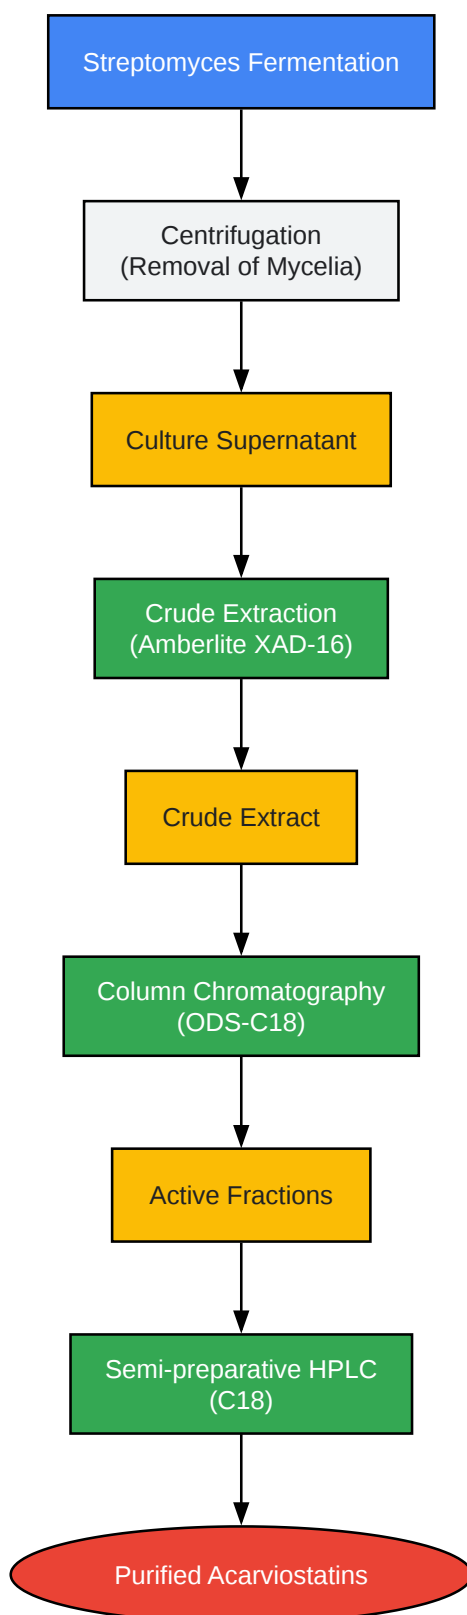 Streptomyces Fermentation
Centrifugation
(Removal of Mycelia)
Culture Supernatant
Crude Extraction
(Amberlite XAD-16)
Crude Extract
Column Chromatography
(ODS-C18)
Active Fractions
Semi-preparative HPLC
(C18)
Purified Acarviostatins